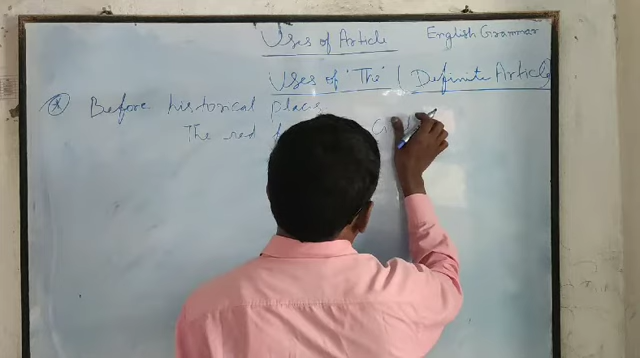 Uses of Article English Grammar
Uses of 'The' ( Definite Article)
(*) Before historical place
The red